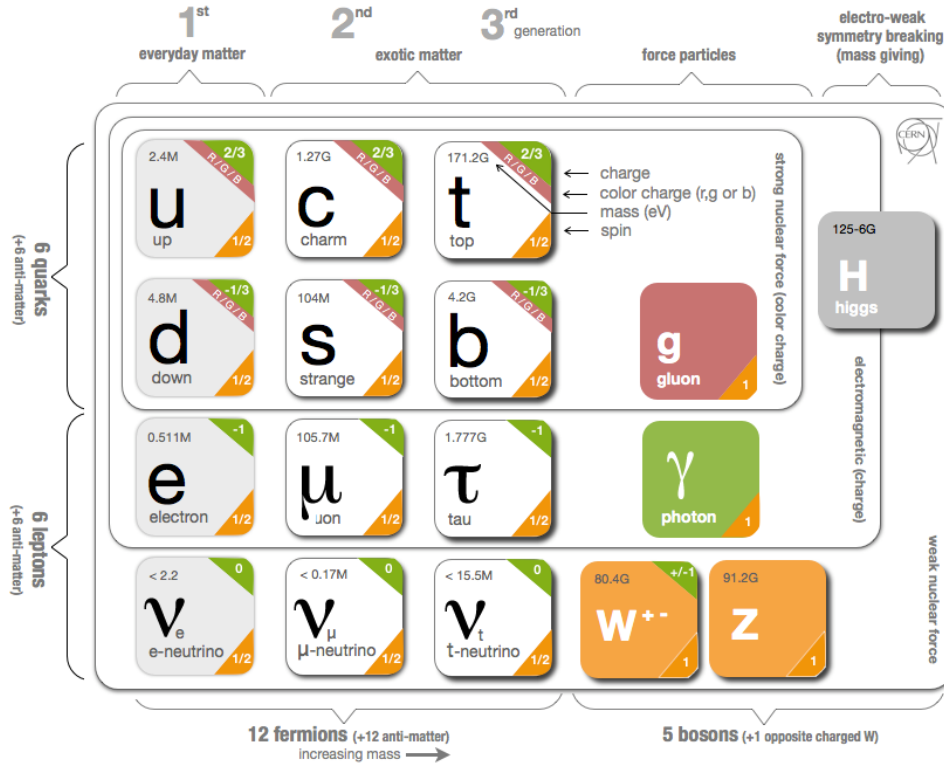 1st
2nd
3rd
generation
everyday matter
exotic matter
force particles
electro-weak
symmetry breaking
(mass giving)
CERN
6 quarks
(+6 anti-matter)
2.4M
2/3
R/G/B
u
up
1/2
1.27G
2/3
R/G/B
c
charm
1/2
171.2G
2/3
R/G/B
t
top
1/2
charge
color charge (r,g or b)
mass (eV)
spin
strong nuclear force (color charge)
125-6G
H
higgs
4.8M
-1/3
R/G/B
d
down
1/2
104M
-1/3
R/G/B
s
strange
1/2
4.2G
-1/3
R/G/B
b
bottom
1/2
g
gluon
1
electromagnetic (charge)
6 leptons
(+6 anti-matter)
0.511M
-1
e
electron
1/2
105.7M
-1
μ
uon
1/2
1.777G
-1
τ
tau
1/2
γ
photon
1
weak nuclear force
< 2.2
0
νe
e-neutrino
1/2
< 0.17M
0
νμ
μ-neutrino
1/2
< 15.5M
0
νt
t-neutrino
1/2
80.4G
+/-1
W+-
1
91.2G
Z
1
12 fermions (+12 anti-matter)
increasing mass
5 bosons (+1 opposite charged W)